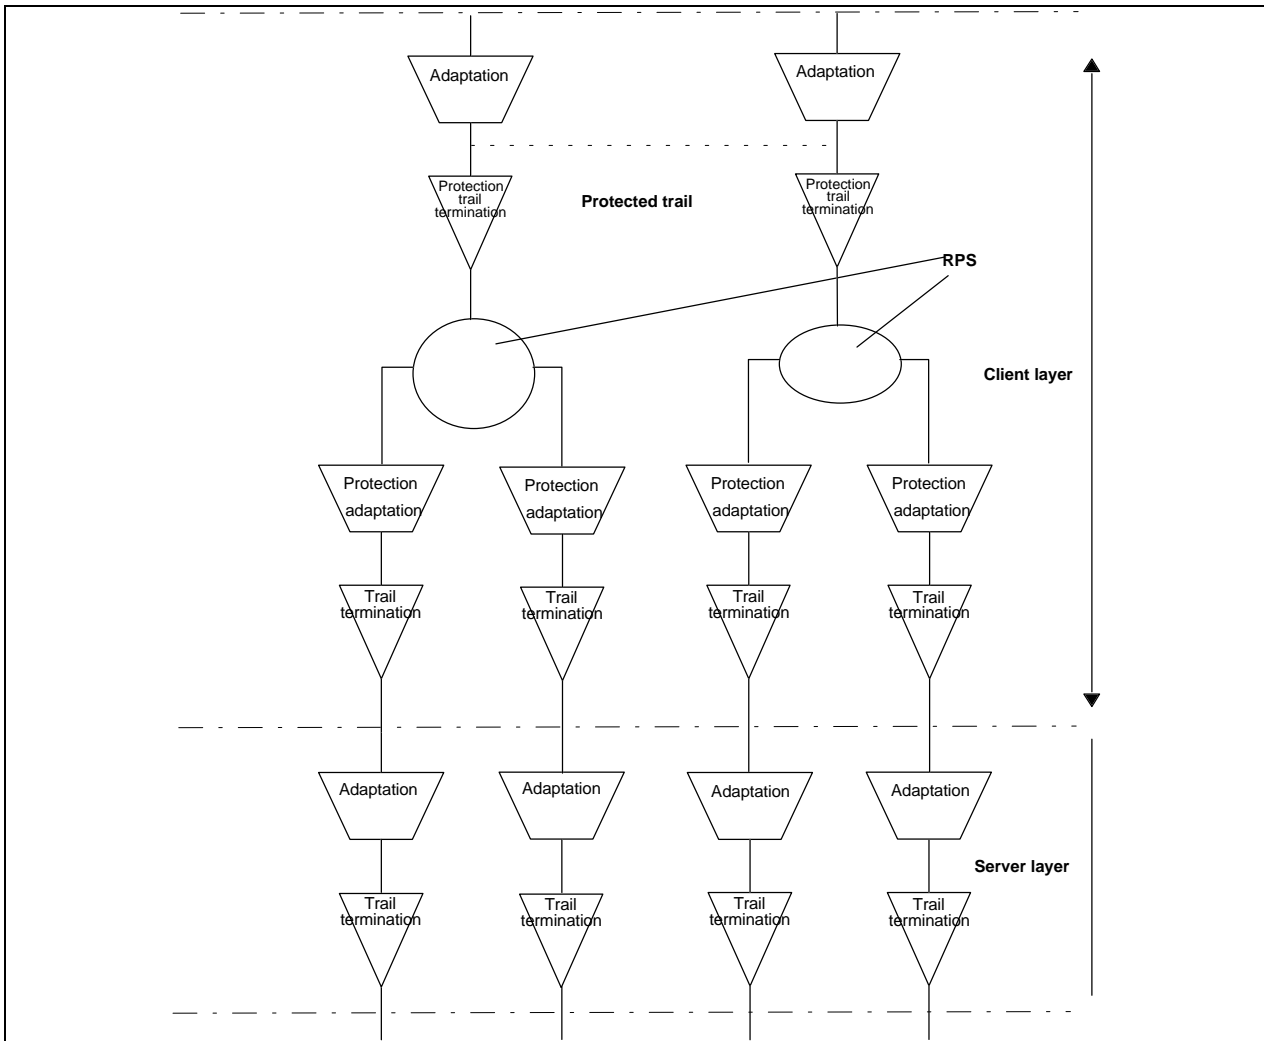 Adaptation
Adaptation
Protection
trail
termination
Protected trail
Protection
trail
termination
RPS
Client layer
Protection
adaptation
Protection
adaptation
Protection
adaptation
Protection
adaptation
Trail
termination
Trail
termination
Trail
termination
Trail
termination
Adaptation
Adaptation
Adaptation
Adaptation
Server layer
Trail
termination
Trail
termination
Trail
termination
Trail
termination